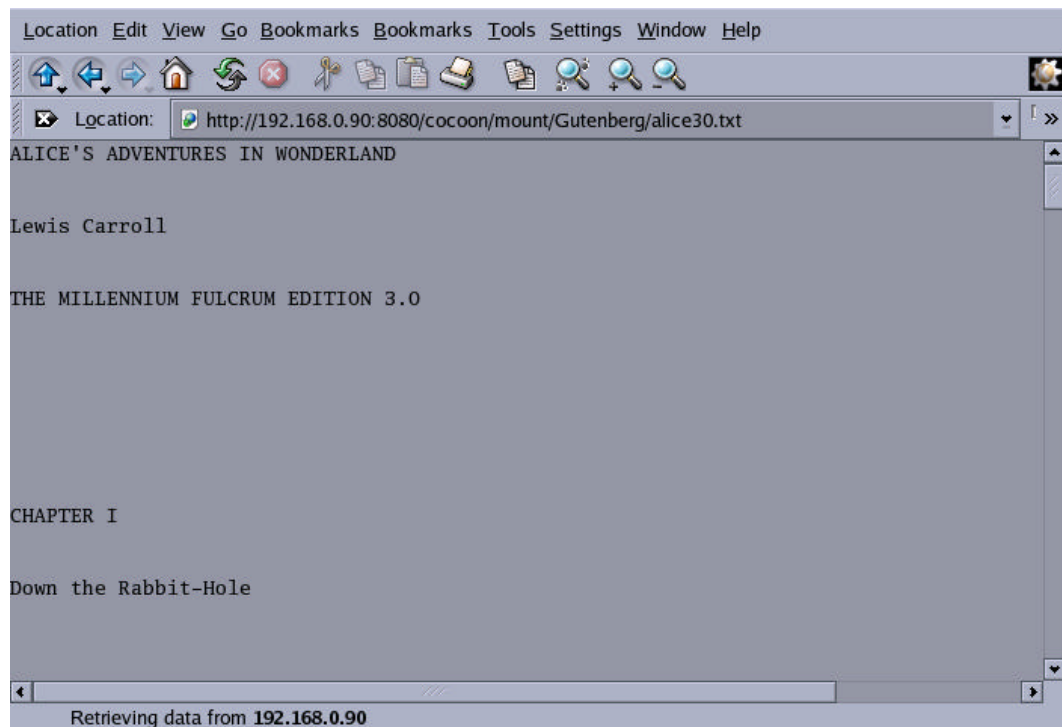 Location Edit View Go Bookmarks Bookmarks Tools Settings Window Help
Location: http://192.168.0.90:8080/cocoon/mount/Gutenberg/alice30.txt
ALICE'S ADVENTURES IN WONDERLAND
Lewis Carroll
THE MILLENNIUM FULCRUM EDITION 3.0
CHAPTER I
Down the Rabbit-Hole
Retrieving data from 192.168.0.90